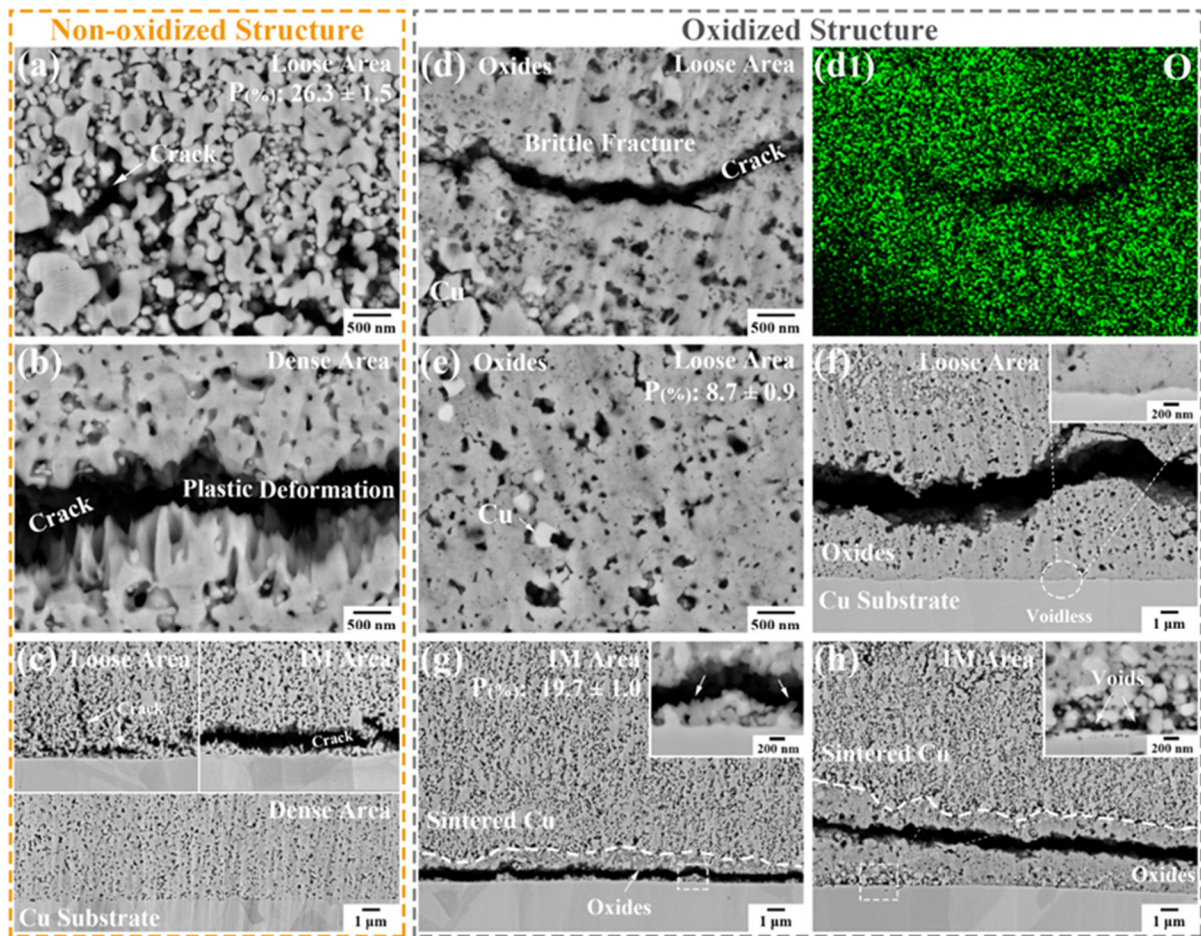 Non-oxidized Structure
Oxidized Structure
(a)
Loose Area
P(%): 26.3 ± 1.5
Crack
500 nm
(d) Oxides
Loose Area
Brittle Fracture
Crack
Cu
500 nm
(d1)
O
(b)
Dense Area
Plastic Deformation
Crack
500 nm
(e) Oxides
Loose Area
P(%): 8.7 ± 0.9
Cu
500 nm
(f)
Loose Area
200 nm
Oxides
Cu Substrate
Voidless
1 μm
(c)
Loose Area
Crack
IM Area
Crack
Dense Area
Cu Substrate
1 μm
(g)
IM Area
P(%): 19.7 ± 1.0
200 nm
Sintered Cu
Oxides
1 μm
(h)
IM Area
Voids
200 nm
Sintered Cu
Oxides
1 μm